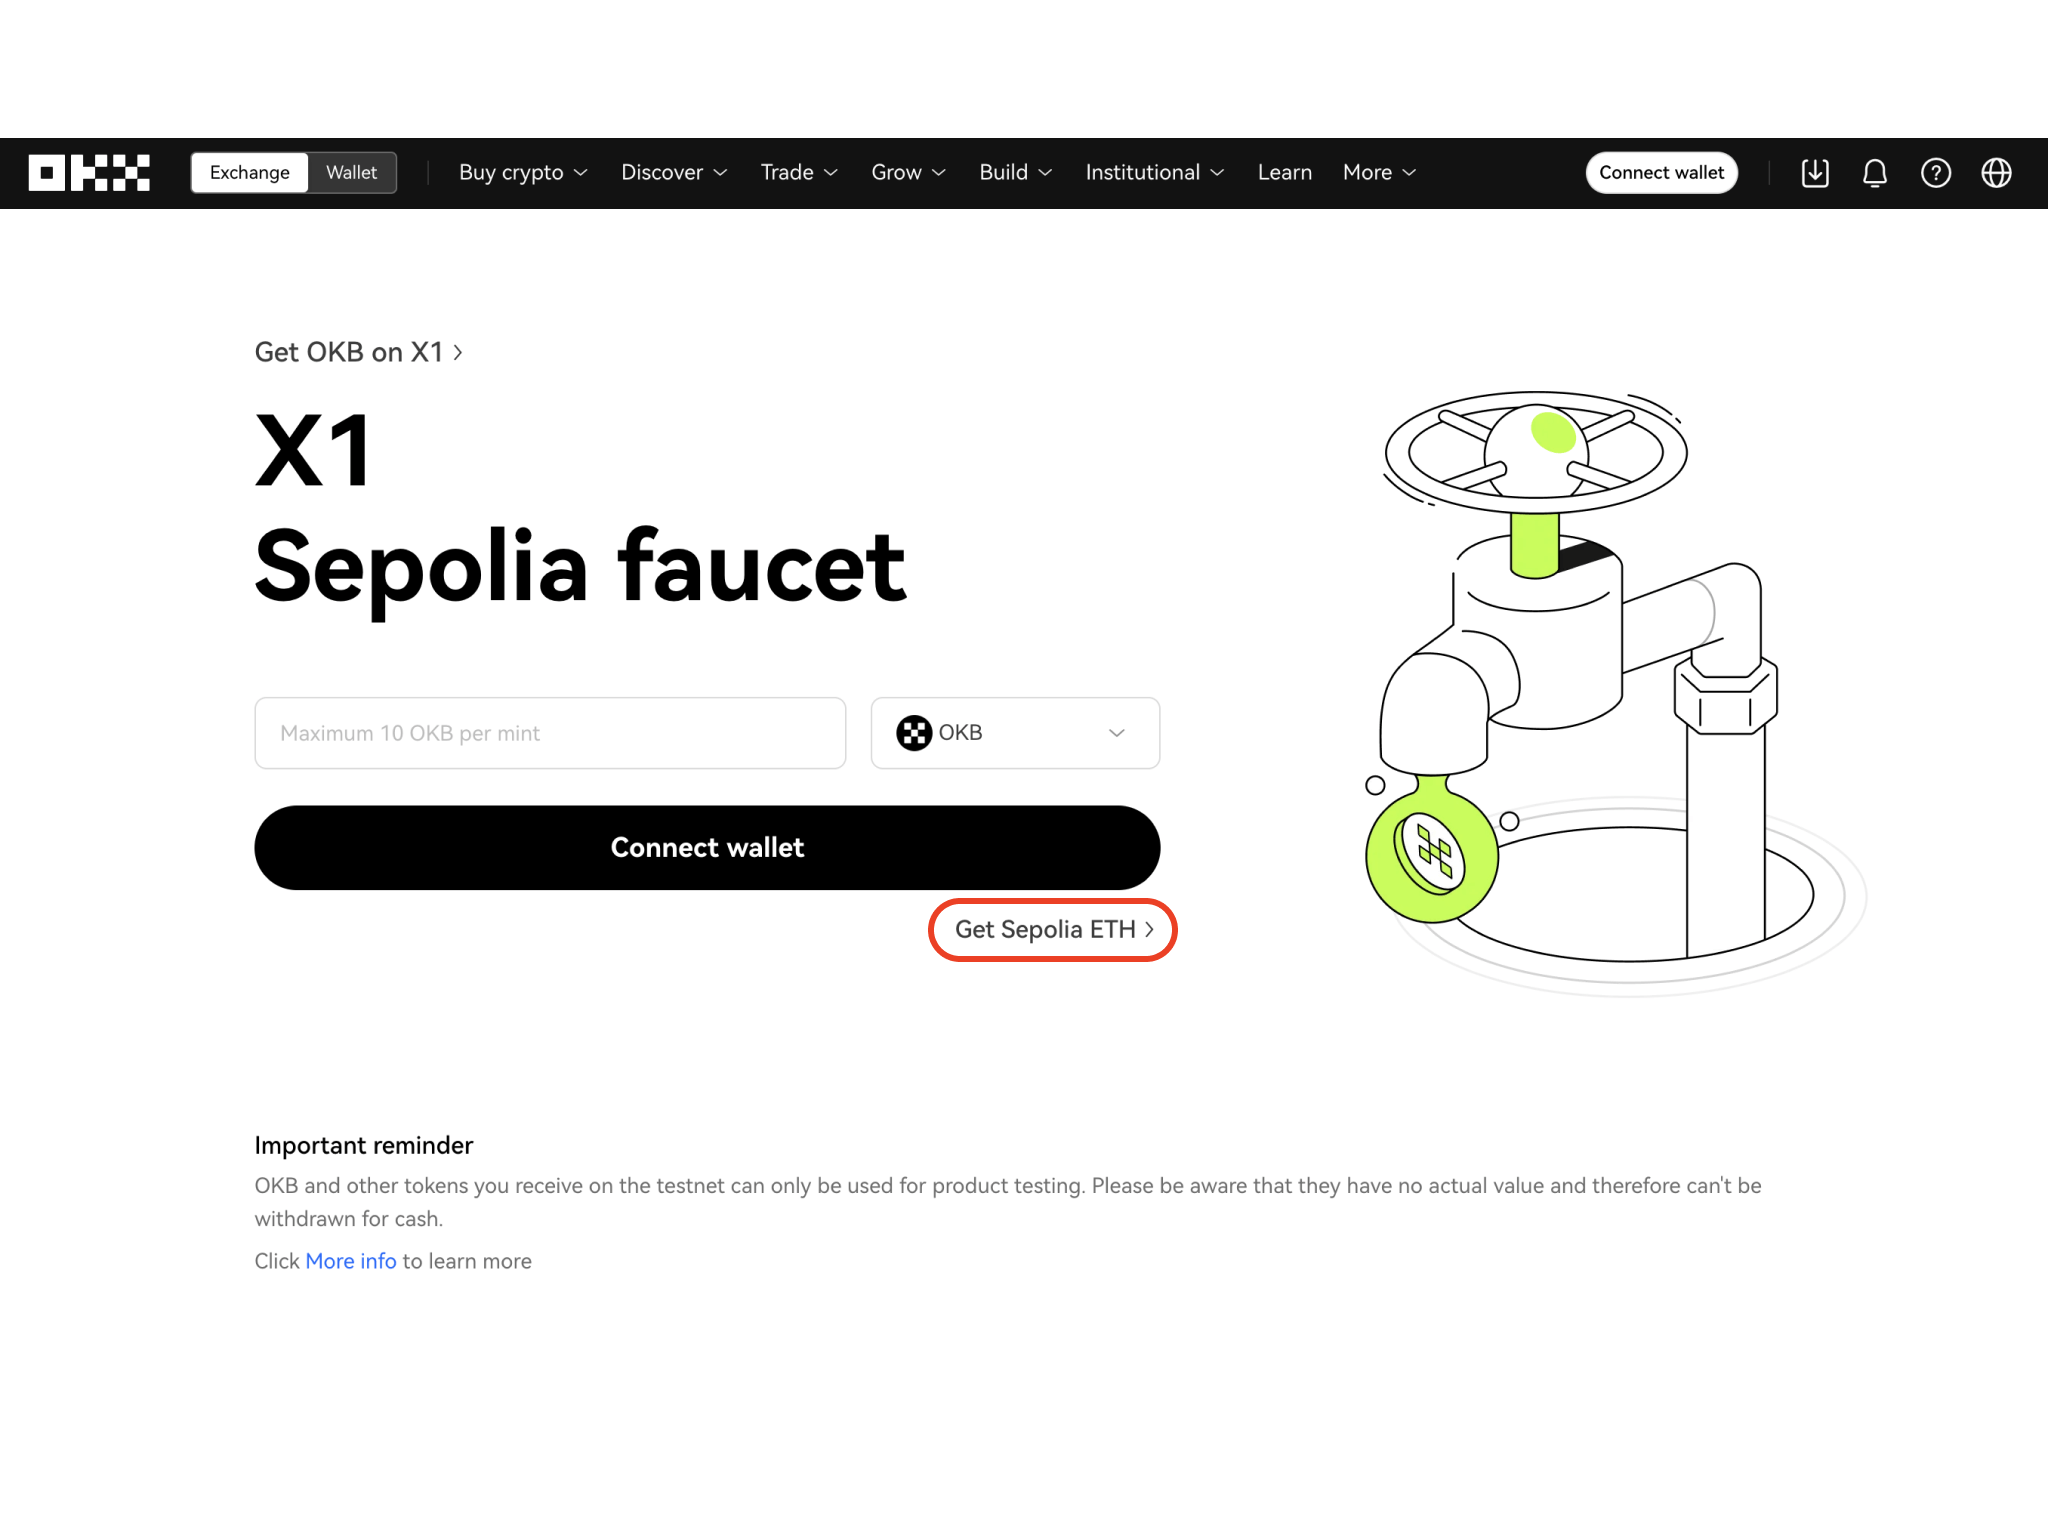 OKX Exchange Wallet Buy crypto Discover Trade Grow Build Institutional Learn More Connect wallet
Get OKB on X1
X1
Sepolia faucet
Maximum 10 OKB per mint OKB
Connect wallet
Get Sepolia ETH
Important reminder
OKB and other tokens you receive on the testnet can only be used for product testing. Please be aware that they have no actual value and therefore can't be
withdrawn for cash.
Click More info to learn more